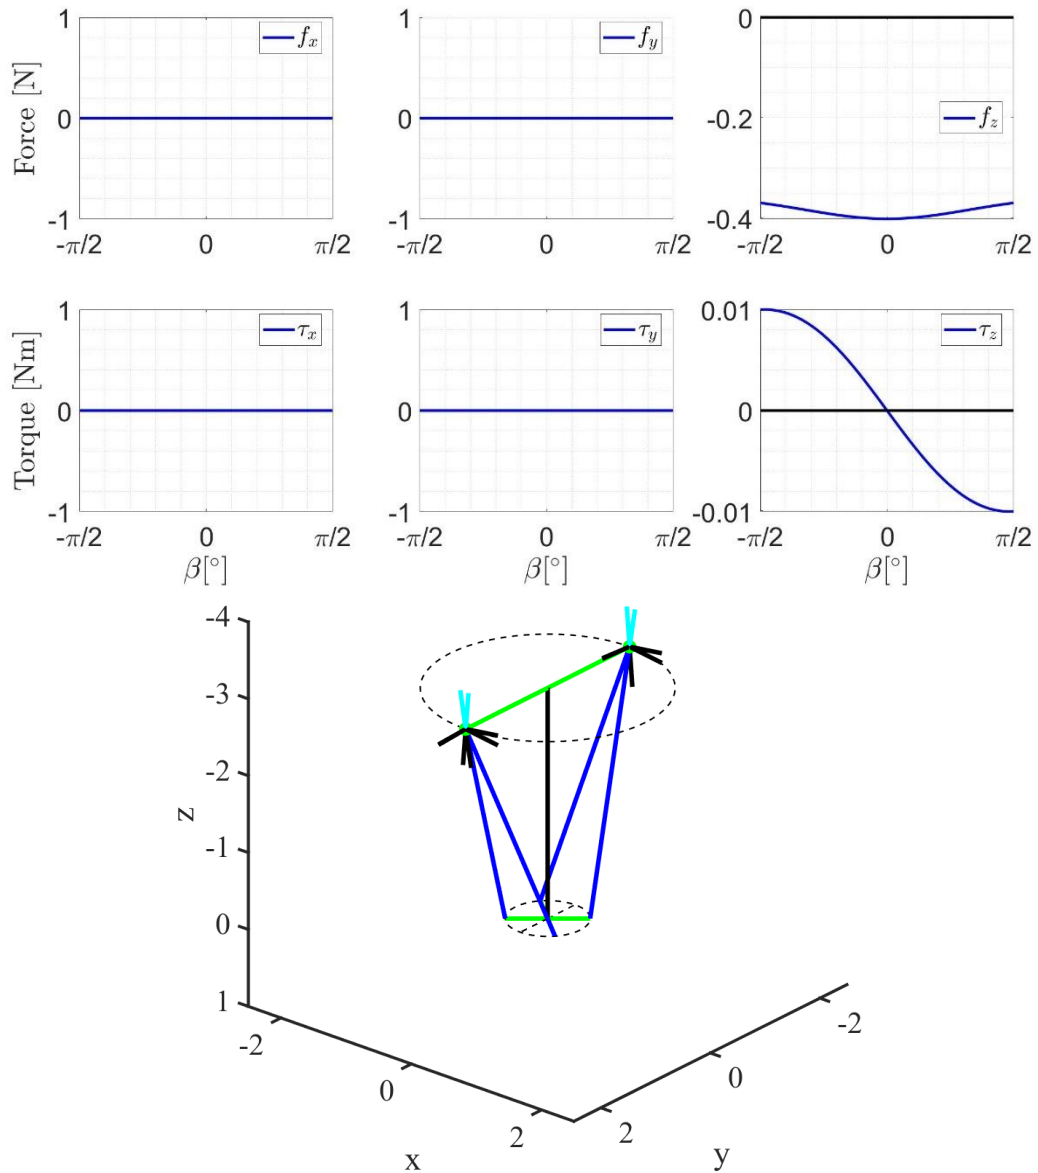 1 1 0
f_x f_y
Force [N]
0 0 -0.2 f_z
-1 -1 -0.4
-π/2 0 π/2 -π/2 0 π/2 -π/2 0 π/2
1 τ_x 1 τ_y 0.01 τ_z
Torque [Nm]
0 0 0
-1 -1 -0.01
-π/2 0 π/2 -π/2 0 π/2 -π/2 0 π/2
β[°] β[°] β[°]
-4
-3
-2
z
-1
0
1
-2 -2
0 0
2 2
x y